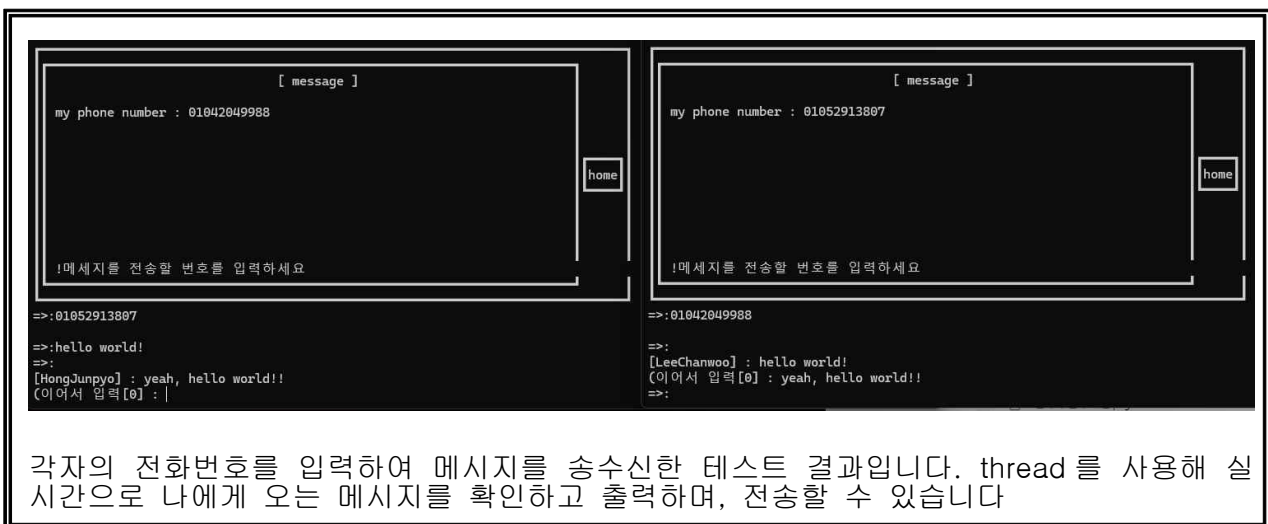 [ message ]
my phone number : 01042049988
home
!메세지를 전송할 번호를 입력하세요
=>:01052913807
=>:hello world!
=>:
[HongJunpyo] : yeah, hello world!!
(이어서 입력[0] :
[ message ]
my phone number : 01052913807
home
!메세지를 전송할 번호를 입력하세요
=>:01042049988
=>:
[LeeChanwoo] : hello world!
(이어서 입력[0] : yeah, hello world!!
=>:
각자의 전화번호를 입력하여 메시지를 송수신한 테스트 결과입니다. thread를 사용해 실
시간으로 나에게 오는 메시지를 확인하고 출력하며, 전송할 수 있습니다